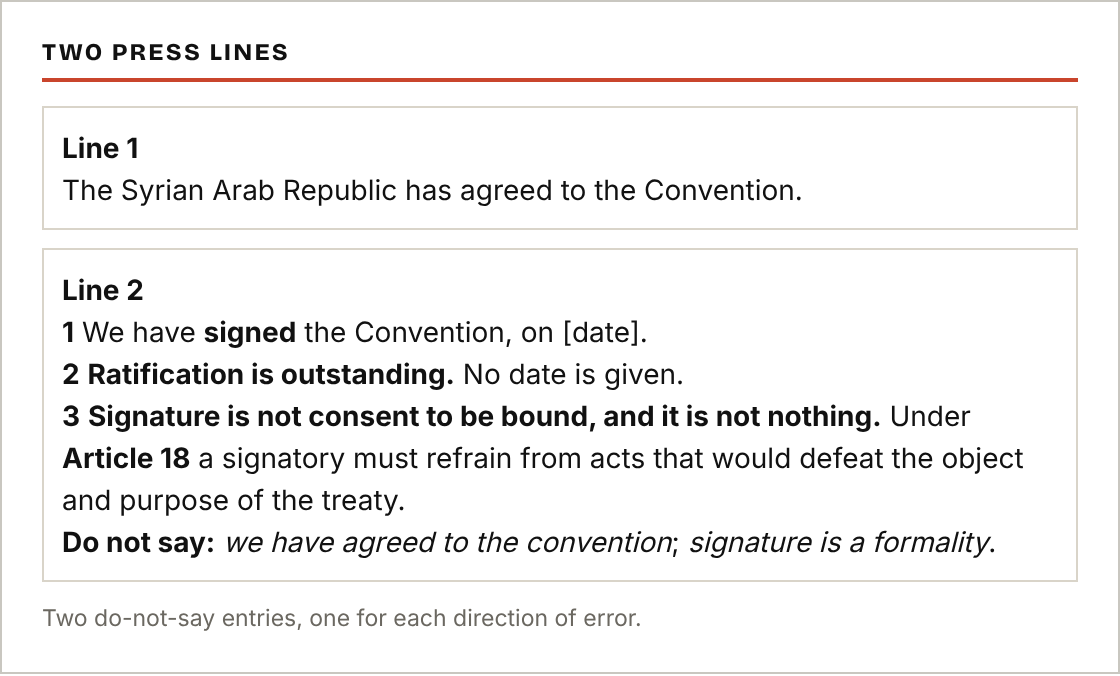 TWO PRESS LINES
Line 1
The Syrian Arab Republic has agreed to the Convention.
Line 2
1 We have signed the Convention, on [date].
2 Ratification is outstanding. No date is given.
3 Signature is not consent to be bound, and it is not nothing. Under
Article 18 a signatory must refrain from acts that would defeat the object
and purpose of the treaty.
Do not say: we have agreed to the convention; signature is a formality.
Two do-not-say entries, one for each direction of error.